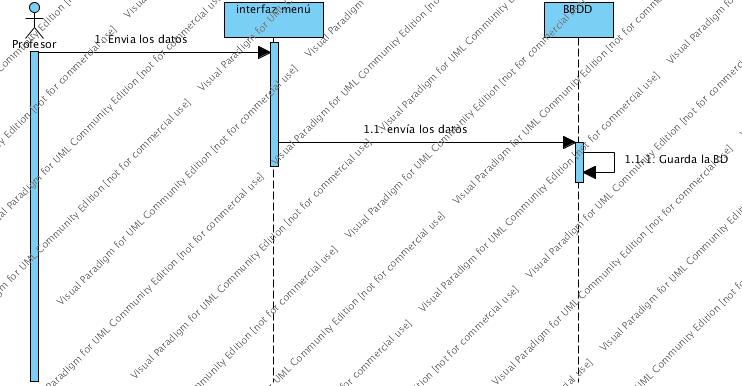 interfaz menú
BBDD
Profesor
1. Envia los datos
1.1. envía los datos
1.1.1. Guarda la BD
Visual Paradigm for UML Community Edition [not for commercial use]